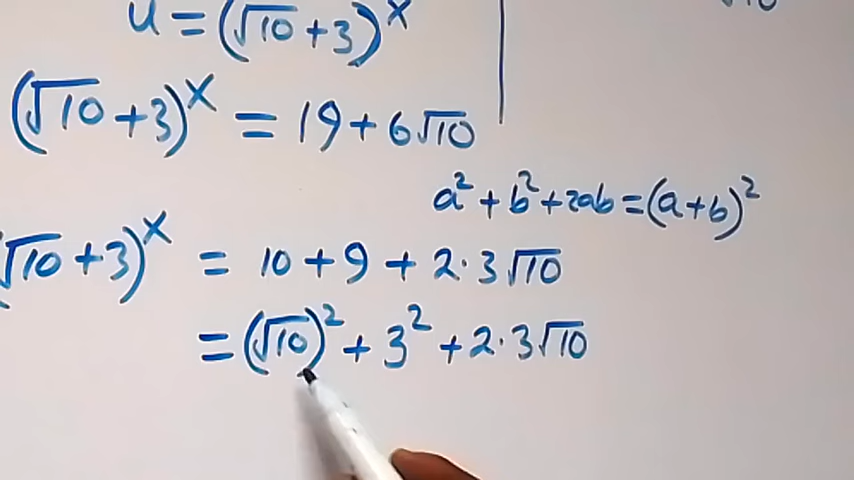 u = (√10 + 3)^x
(√10 + 3)^x = 19 + 6√10
a² + b² + 2ab = (a + b)²
√10 + 3)^x = 10 + 9 + 2·3√10
= (√10)² + 3² + 2·3√10